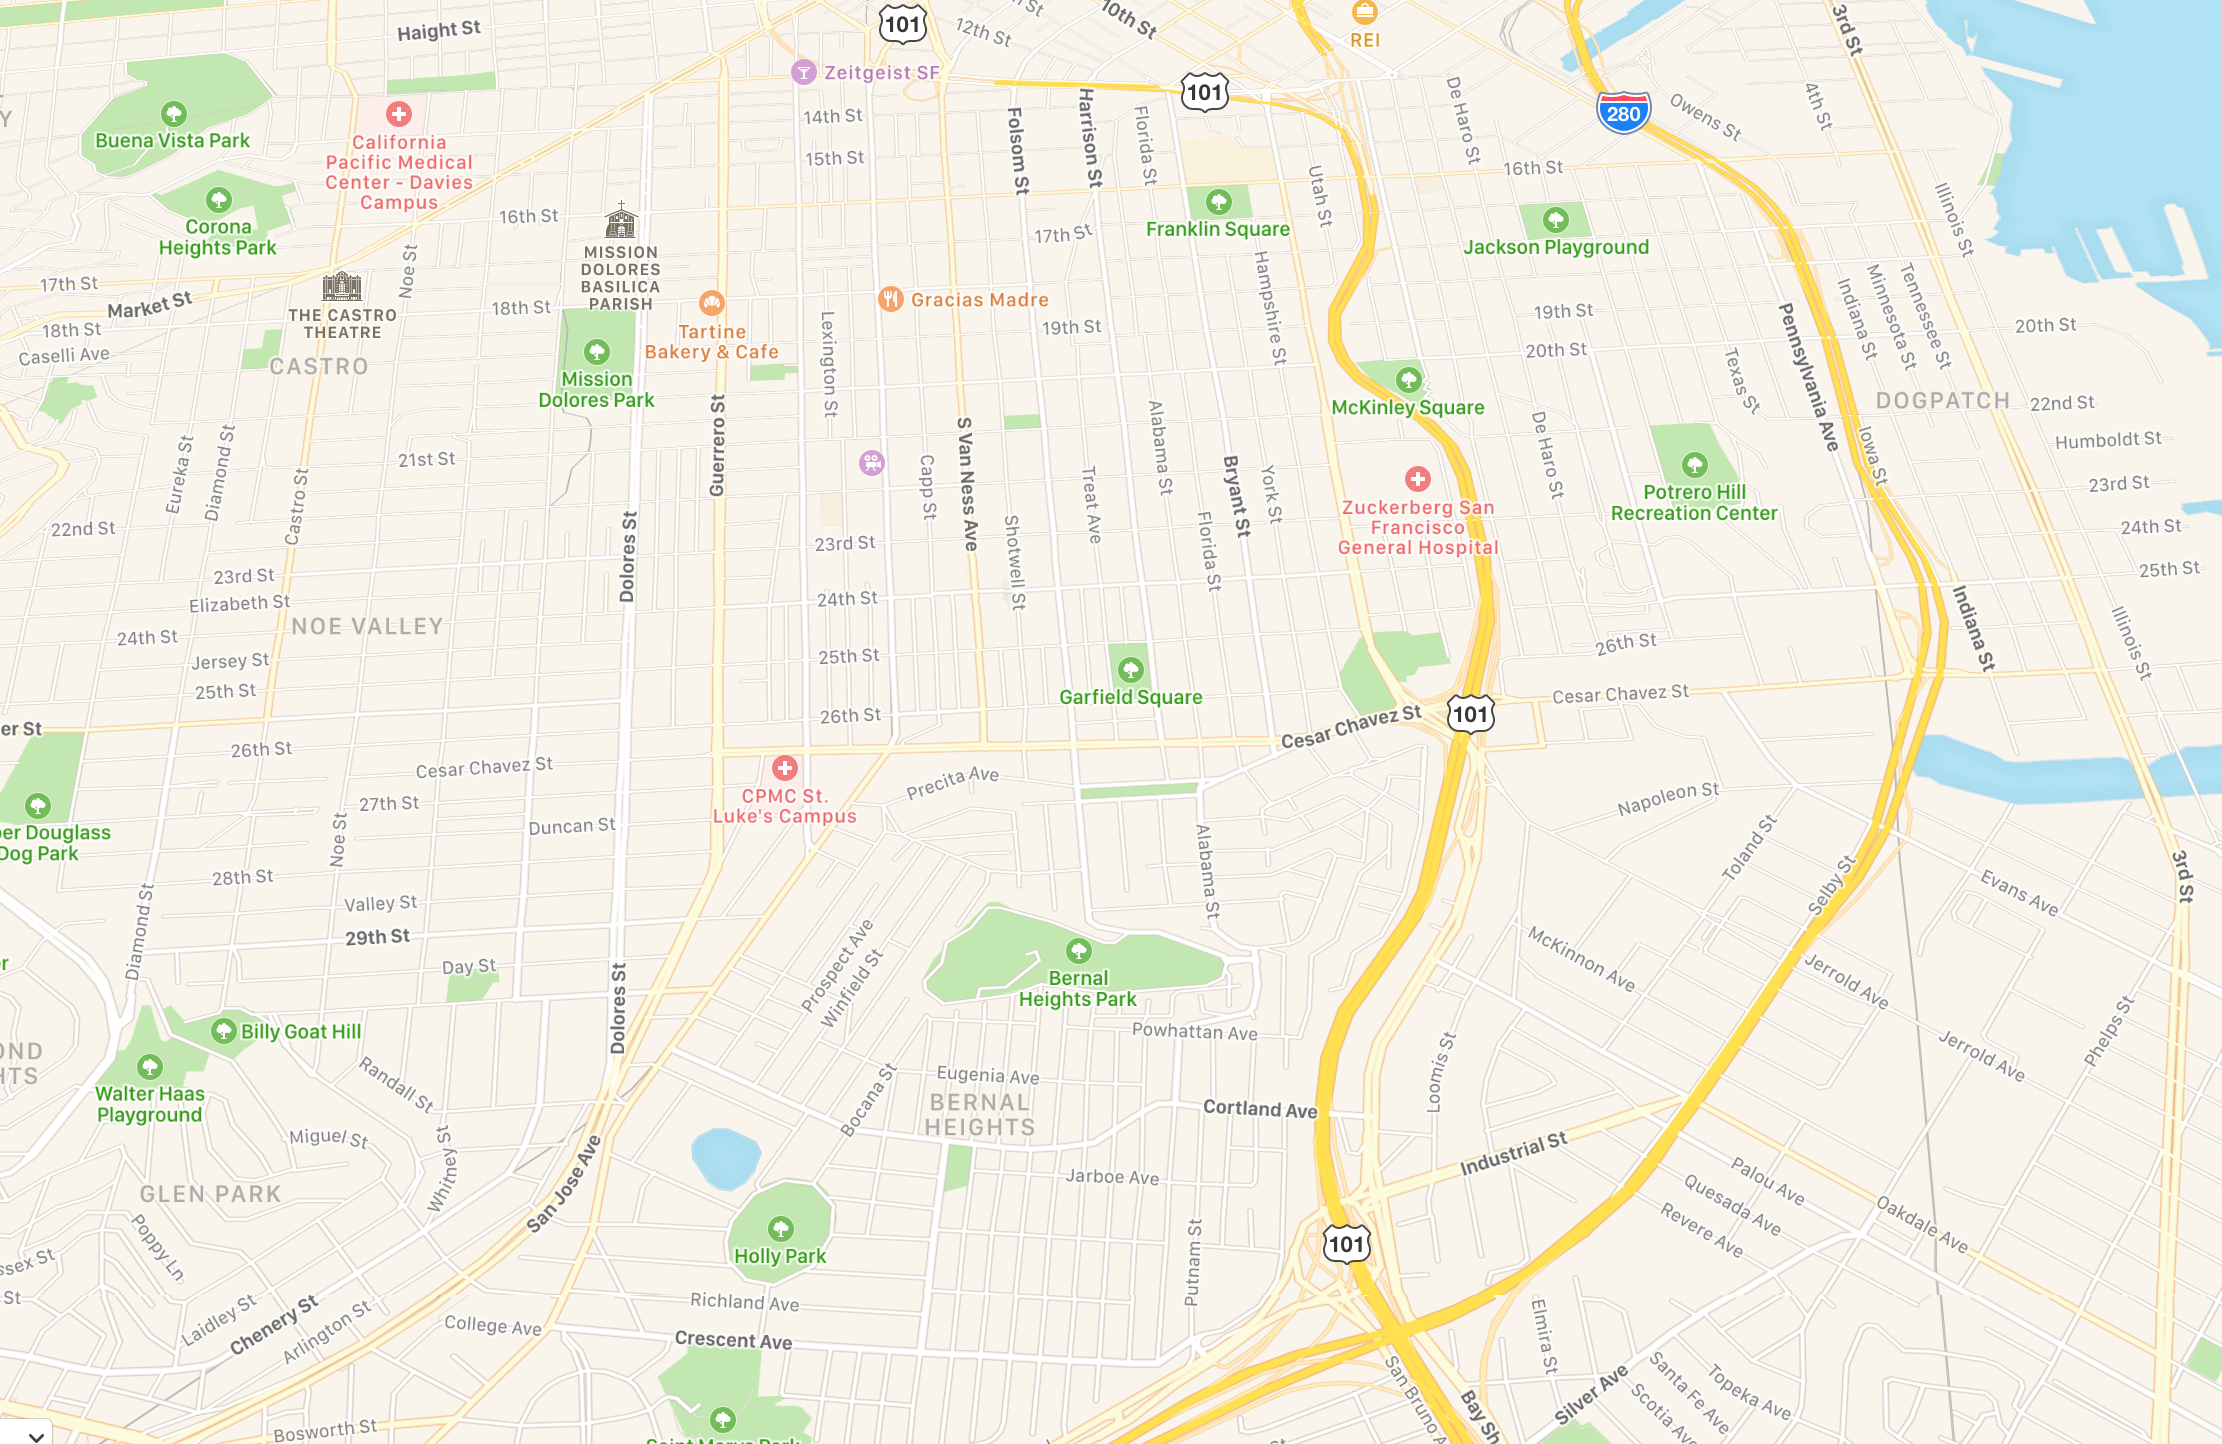 Haight St
101
12th St
10th St
REI
3rd St
Zeitgeist SF
101
280
Owens St
4th St
Buena Vista Park
California
Pacific Medical
Center - Davies
Campus
14th St
15th St
Folsom St
Harrison St
Florida St
De Haro St
16th St
Utah St
Illinois St
Corona
Heights Park
16th St
MISSION
DOLORES
BASILICA
PARISH
17th St
Franklin Square
Jackson Playground
Noe St
17th St
Market St
18th St
Caselli Ave
THE CASTRO
THEATRE
CASTRO
18th St
Tartine
Bakery & Cafe
Gracias Madre
Lexington St
19th St
Hampshire St
19th St
20th St
Pennsylvania Ave
Indiana St
Minnesota St
Tennessee St
20th St
Mission
Dolores Park
McKinley Square
Texas St
DOGPATCH
22nd St
Humboldt St
Eureka St
Diamond St
Castro St
21st St
Guerrero St
S Van Ness Ave
Capp St
Shotwell St
Treat Ave
Alabama St
Florida St
Bryant St
York St
De Haro St
Iowa St
Zuckerberg San
Francisco
General Hospital
Potrero Hill
Recreation Center
23rd St
24th St
25th St
22nd St
Dolores St
23rd St
23rd St
Elizabeth St
24th St
NOE VALLEY
24th St
Jersey St
25th St
25th St
Indiana St
Illinois St
26th St
Garfield Square
Cesar Chavez St
26th St
Cesar Chavez St
101
er St
26th St
Cesar Chavez St
27th St
Noe St
Duncan St
CPMC St.
Luke's Campus
Precita Ave
Napoleon St
Toland St
er Douglass
Dog Park
28th St
Alabama St
Selby St
Evans Ave
3rd St
Diamond St
Valley St
29th St
Day St
Dolores St
Prospect Ave
Winfield St
Bernal
Heights Park
McKinnon Ave
Jerrold Ave
Jerrold Ave
Phelps St
Billy Goat Hill
OND
HTS
Walter Haas
Playground
Randall St
Powhattan Ave
Eugenia Ave
Bocana St
BERNAL
HEIGHTS
Loomis St
Cortland Ave
Miguel St
Whitney St
San Jose Ave
Jarboe Ave
Industrial St
Palou Ave
Quesada Ave
Revere Ave
Oakdale Ave
GLEN PARK
Poppy Ln
Holly Park
Putnam St
101
ssex St
St
Laidley St
Chenery St
Arlington St
College Ave
Richland Ave
Crescent Ave
Elmira St
San Bruno A
Bay Sh
Silver Ave
Santa Fe Ave
Scotia Av
Topeka Ave
Bosworth St